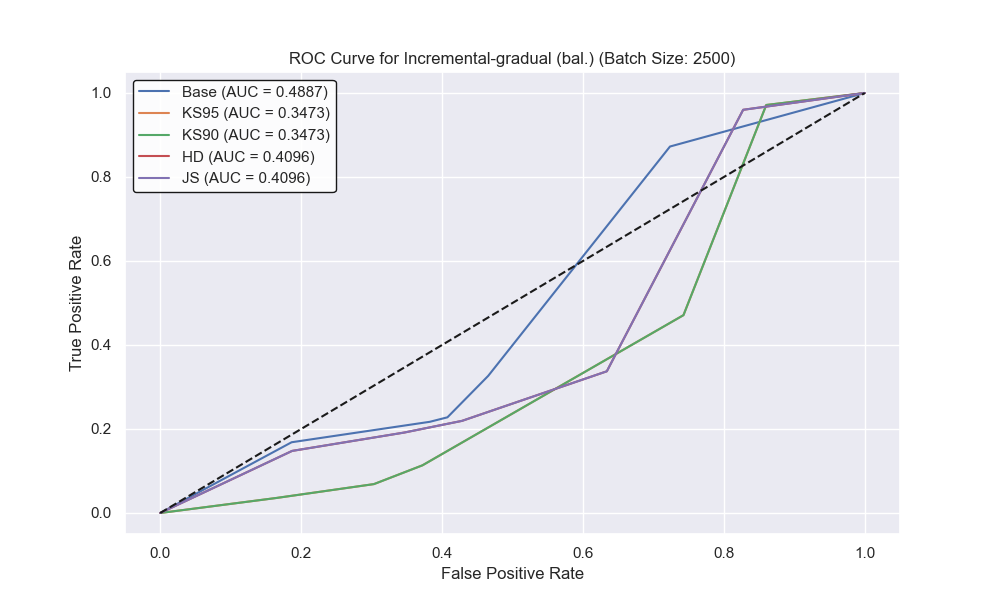 ROC Curve for Incremental-gradual (bal.) (Batch Size: 2500)
Base (AUC = 0.4887)
KS95 (AUC = 0.3473)
KS90 (AUC = 0.3473)
HD (AUC = 0.4096)
JS (AUC = 0.4096)
1.0
0.8
0.6
0.4
0.2
0.0
True Positive Rate
0.0 0.2 0.4 0.6 0.8 1.0
False Positive Rate